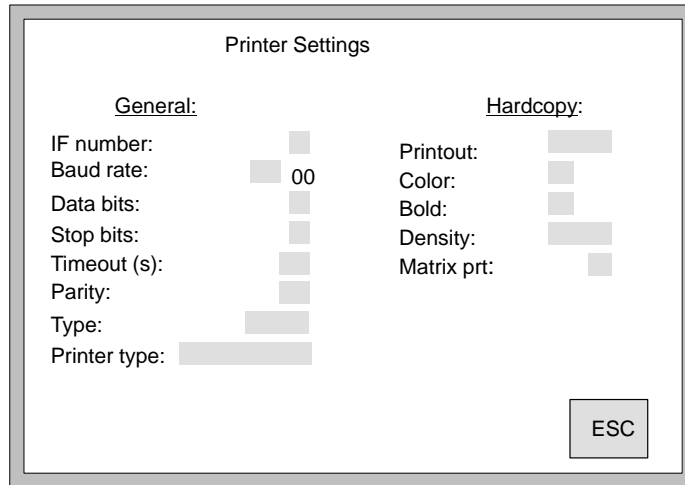 Printer Settings
General:
IF number:
Baud rate: 00
Data bits:
Stop bits:
Timeout (s):
Parity:
Type:
Printer type:
Hardcopy:
Printout:
Color:
Bold:
Density:
Matrix prt:
ESC